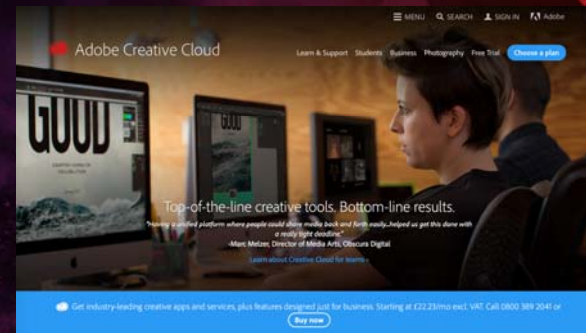 MENU SEARCH SIGN IN Adobe
Adobe Creative Cloud
Learn & Support Students Business Photography Free Trial Choose a plan
GOOD
Top-of-the-line creative tools. Bottom-line results.
"Having a unified platform where people could share media back and forth easily...helped us get this done with
a really tight deadline."
-Marc Melzer, Director of Media Arts, Obscura Digital
Learn about Creative Cloud for teams ›
Get industry-leading creative apps and services, plus features designed just for business. Starting at £22.23/mo excl. VAT. Call 0800 389 2041 or
Buy now